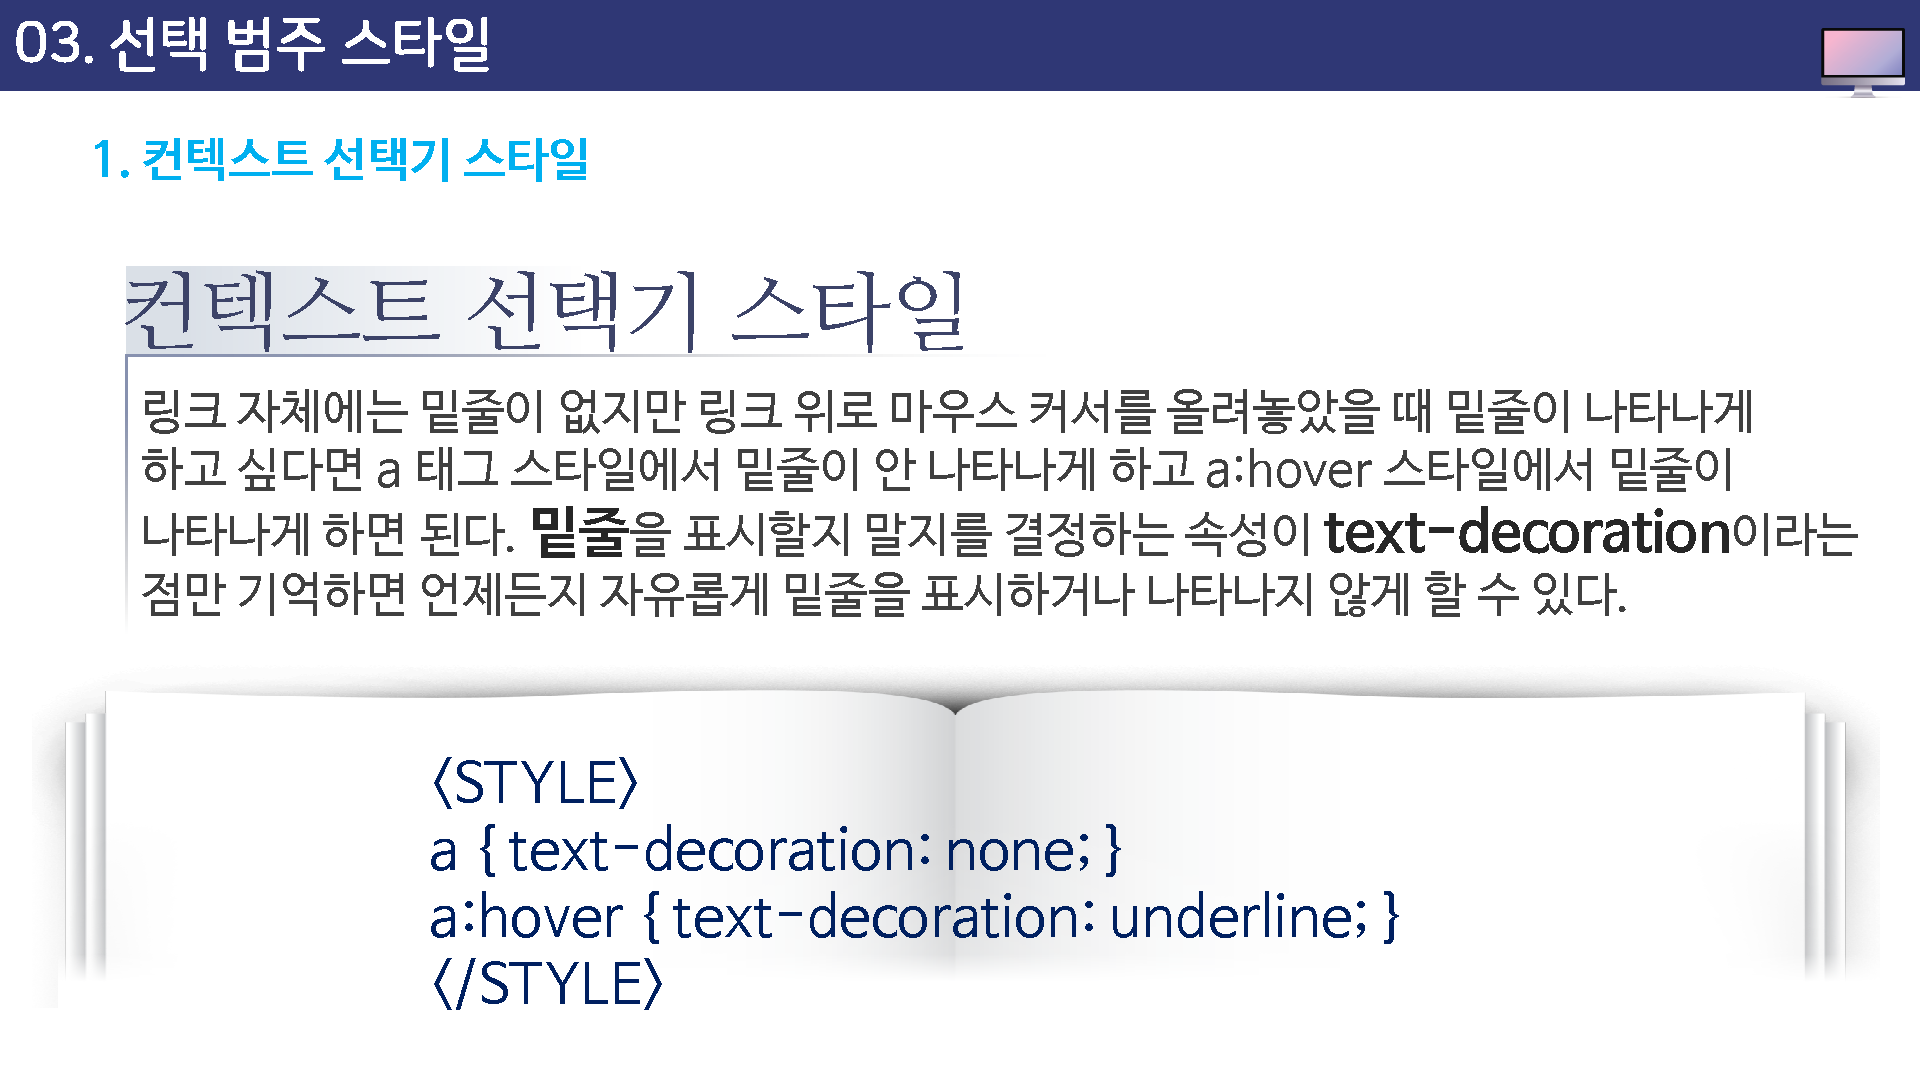 03. 선택 범주 스타일
1. 컨텍스트 선택기 스타일
컨텍스트 선택기 스타일
링크 자체에는 밑줄이 없지만 링크 위로 마우스 커서를 올려놓았을 때 밑줄이 나타나게
하고 싶다면 a 태그 스타일에서 밑줄이 안 나타나게 하고 a:hover 스타일에서 밑줄이
나타나게 하면 된다. 밑줄을 표시할지 말지를 결정하는 속성이 text-decoration이라는
점만 기억하면 언제든지 자유롭게 밑줄을 표시하거나 나타나지 않게 할 수 있다.
<STYLE>
a { text-decoration: none; }
a:hover { text-decoration: underline; }
</STYLE>